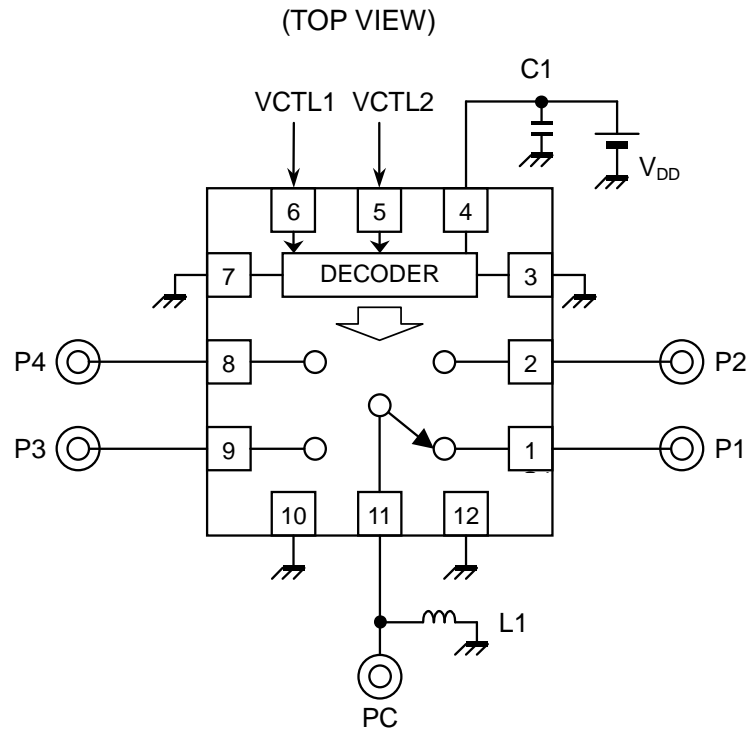 (TOP VIEW)
C1
VCTL1 VCTL2
V_DD
6 5 4
7 DECODER 3
P4 8 2 P2
P3 9 1 P1
10 11 12
L1
PC